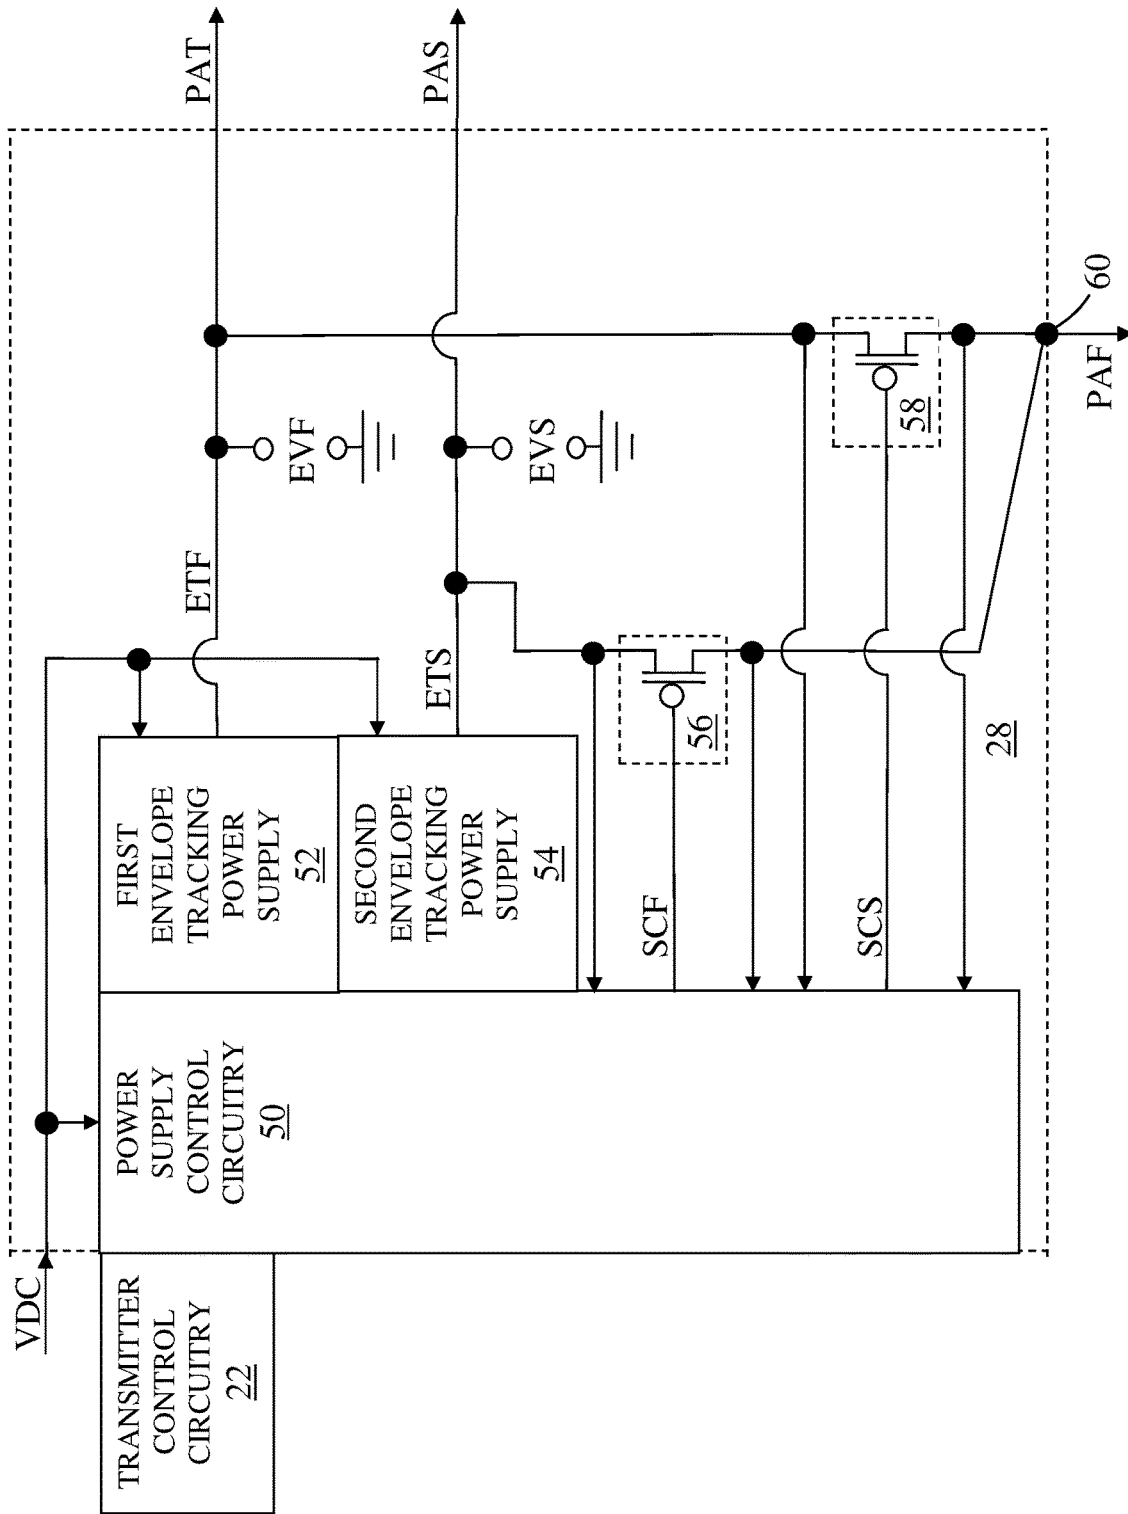 VDC
TRANSMITTER
CONTROL
CIRCUITRY
22
POWER
SUPPLY
CONTROL
CIRCUITRY
50
FIRST
ENVELOPE
TRACKING
POWER
SUPPLY
52
SECOND
ENVELOPE
TRACKING
POWER
SUPPLY
54
ETF
ETS
EVF
EVS
PAT
PAS
SCF
56
SCS
58
28
60
PAF